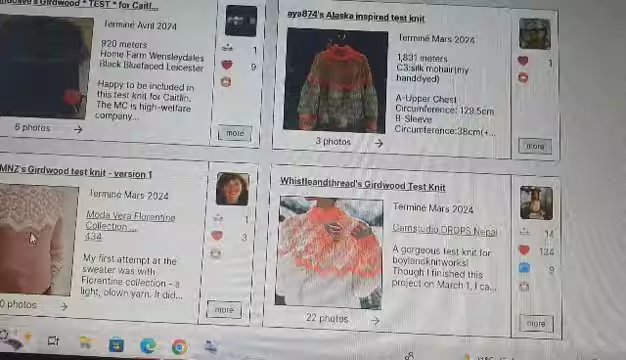 Girdwood * TEST * for Caitl...
Terminé Avril 2024
920 meters
Home Farm Wensleydales
Black Bluefaced Leicester
Happy to be included in
this test knit for Caitlin.
The MC is high-welfare
company...
1
9
6 photos →
more
aya874's Alaska inspired test knit
Terminé Mars 2024
1,831 meters
C3:silk mohair(my
handdyed)
A-Upper Chest
Circumference: 129.5cm
B-Sleeve
Circumference:38cm(+...
1
3 photos →
more
MNZ's Girdwood test knit - version 1
Terminé Mars 2024
Moda Vera Florentine
Collection ...
434
My first attempt at the
sweater was with
Florentine collection - a
light, blown yarn. It did...
1
3
0 photos →
more
Whistleandthread's Girdwood Test Knit
Terminé Mars 2024
Garnstudio DROPS Nepal
A gorgeous test knit for
boylandknitworks!
Though I finished this
project on March 1, I ca...
14
134
9
22 photos →
more